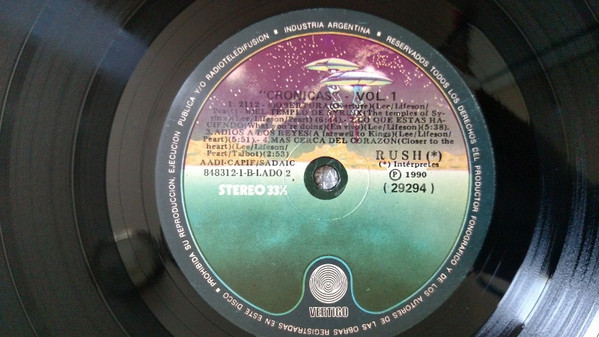 • INDUSTRIA ARGENTINA •
RESERVADOS TODOS LOS DERECHOS DEL PRODUCTOR FONOGRAFICO Y DE LOS AUTORES DE LAS OBRAS REGISTRADAS EN ESTE DISCO • PROHIBIDA SU REPRODUCCION, EJECUCION PUBLICA Y/O RADIOTELEDIFUSION
"CRONICAS" - VOL. 1
1. 2112 - OBERTURA(Overture)(Lee/Lifeson/
Peart) DEL TEMPLO DE SYRINX(The temples of Sy-
rinx)(Lee/Lifeson/Peart) (6:44). 2. LO QUE ESTAS HA-
CIENDO(What you're doing)(En vivo)(Lee/Lifeson)(5:38).
3. ADIOS A LOS REYES(A farewell to Kings)(Lee/Lifeson/
Peart)(5:51). 4. MAS CERCA DEL CORAZON(Closer to the
heart)(Lee/Lifeson/
Peart/Talbot)(2:53)
RUSH(*)
AADI-CAPIF/SADAIC
(*) Intérpretes
848312-1-B-LADO 2
Ⓟ 1990
STEREO 33⅓
(29294)
VERTIGO